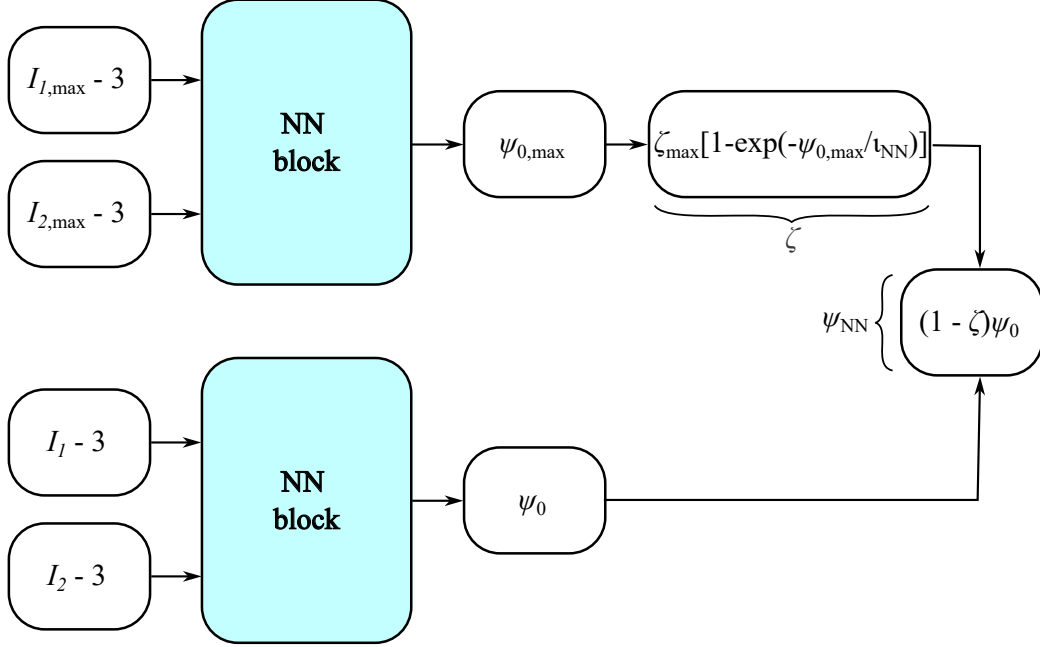 I₁,max - 3
I₂,max - 3
NN
block
ψ₀,max
ζmax[1-exp(-ψ₀,max/ιNN)]
ζ
ψNN
(1 - ζ)ψ₀
I₁ - 3
I₂ - 3
NN
block
ψ₀